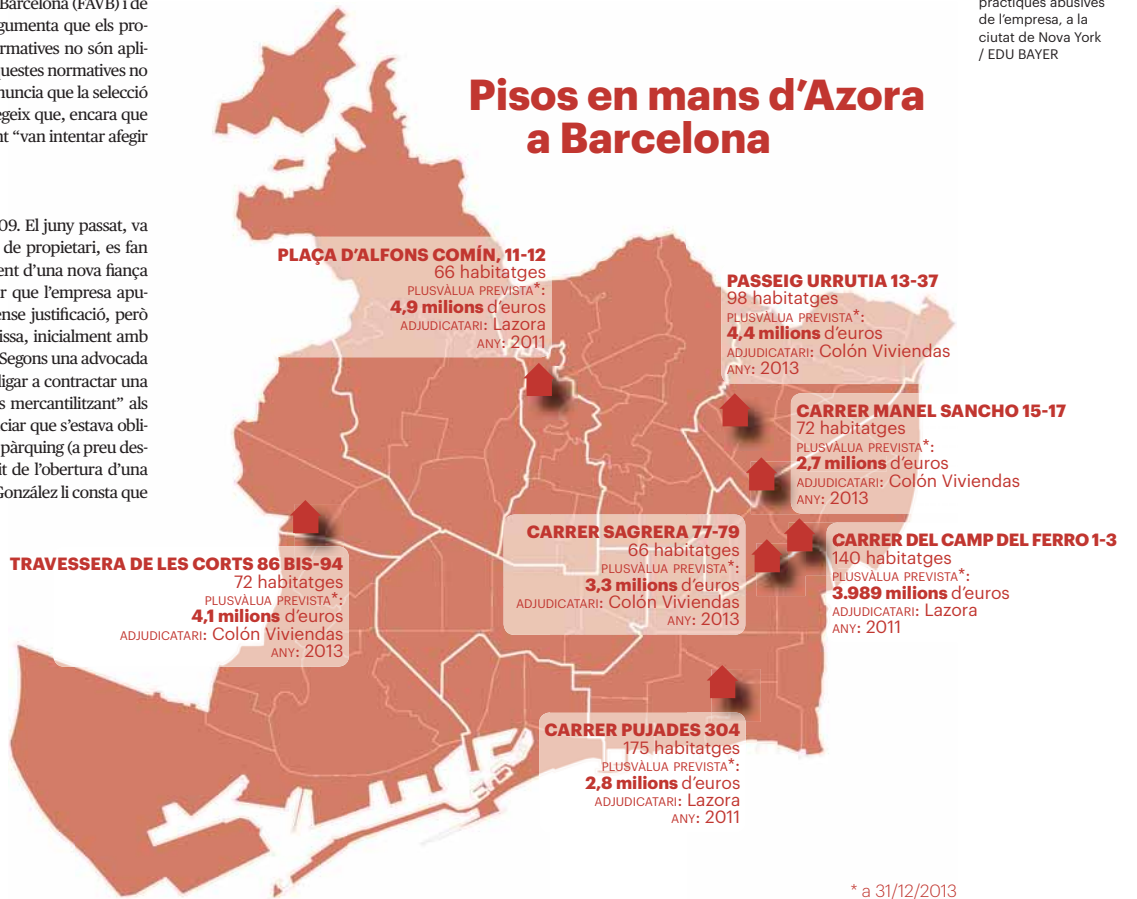 Barcelona (FAVB) i de
gumenta que els pro-
rmatives no són apli-
questes normatives no
nuncia que la selecció
egeix que, encara que
nt “van intentar afegir
09. El juny passat, va
de propietari, es fan
ent d’una nova fiança
r que l’empresa apu-
ense justificació, però
issa, inicialment amb
Segons una advocada
ligar a contractar una
s mercantilitzant” als
ciar que s’estava obli-
pàrquing (a preu des-
it de l’obertura d’una
González li consta que
pràctiques abusives
de l’empresa, a la
ciutat de Nova York
/ EDU BAYER
Pisos en mans d’Azora
a Barcelona
PLAÇA D’ALFONS COMÍN, 11-12
66 habitatges
PLUSVÀLUA PREVISTA*:
4,9 milions d’euros
ADJUDICATARI: Lazora
ANY: 2011
PASSEIG URRUTIA 13-37
98 habitatges
PLUSVÀLUA PREVISTA*:
4,4 milions d’euros
ADJUDICATARI: Colón Viviendas
ANY: 2013
CARRER MANEL SANCHO 15-17
72 habitatges
PLUSVÀLUA PREVISTA*:
2,7 milions d’euros
ADJUDICATARI: Colón Viviendas
ANY: 2013
CARRER SAGRERA 77-79
66 habitatges
PLUSVÀLUA PREVISTA*:
3,3 milions d’euros
ADJUDICATARI: Colón Viviendas
ANY: 2013
CARRER DEL CAMP DEL FERRO 1-3
140 habitatges
PLUSVÀLUA PREVISTA*:
3.989 milions d’euros
ADJUDICATARI: Lazora
ANY: 2011
TRAVESSERA DE LES CORTS 86 BIS-94
72 habitatges
PLUSVÀLUA PREVISTA*:
4,1 milions d’euros
ADJUDICATARI: Colón Viviendas
ANY: 2013
CARRER PUJADES 304
175 habitatges
PLUSVÀLUA PREVISTA*:
2,8 milions d’euros
ADJUDICATARI: Lazora
ANY: 2011
* a 31/12/2013